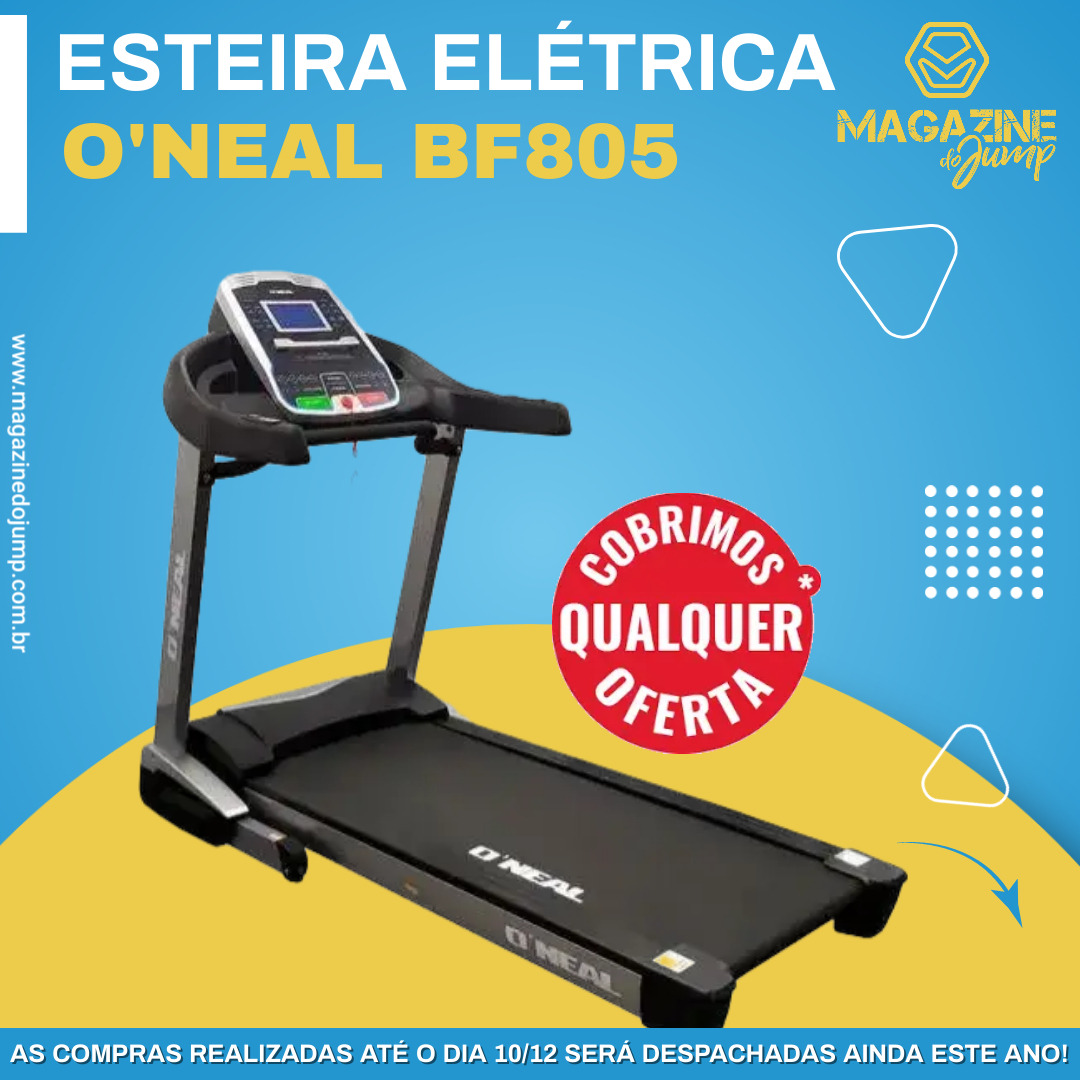 ESTEIRA ELÉTRICA
O'NEAL BF805
MAGAZINE
do Jump
www.magazinedojump.com.br
O'NEAL
O'NEAL
COBRIMOS
*
QUALQUER
OFERTA
O'NEAL
O'NEAL
AS COMPRAS REALIZADAS ATÉ O DIA 10/12 SERÁ DESPACHADAS AINDA ESTE ANO!